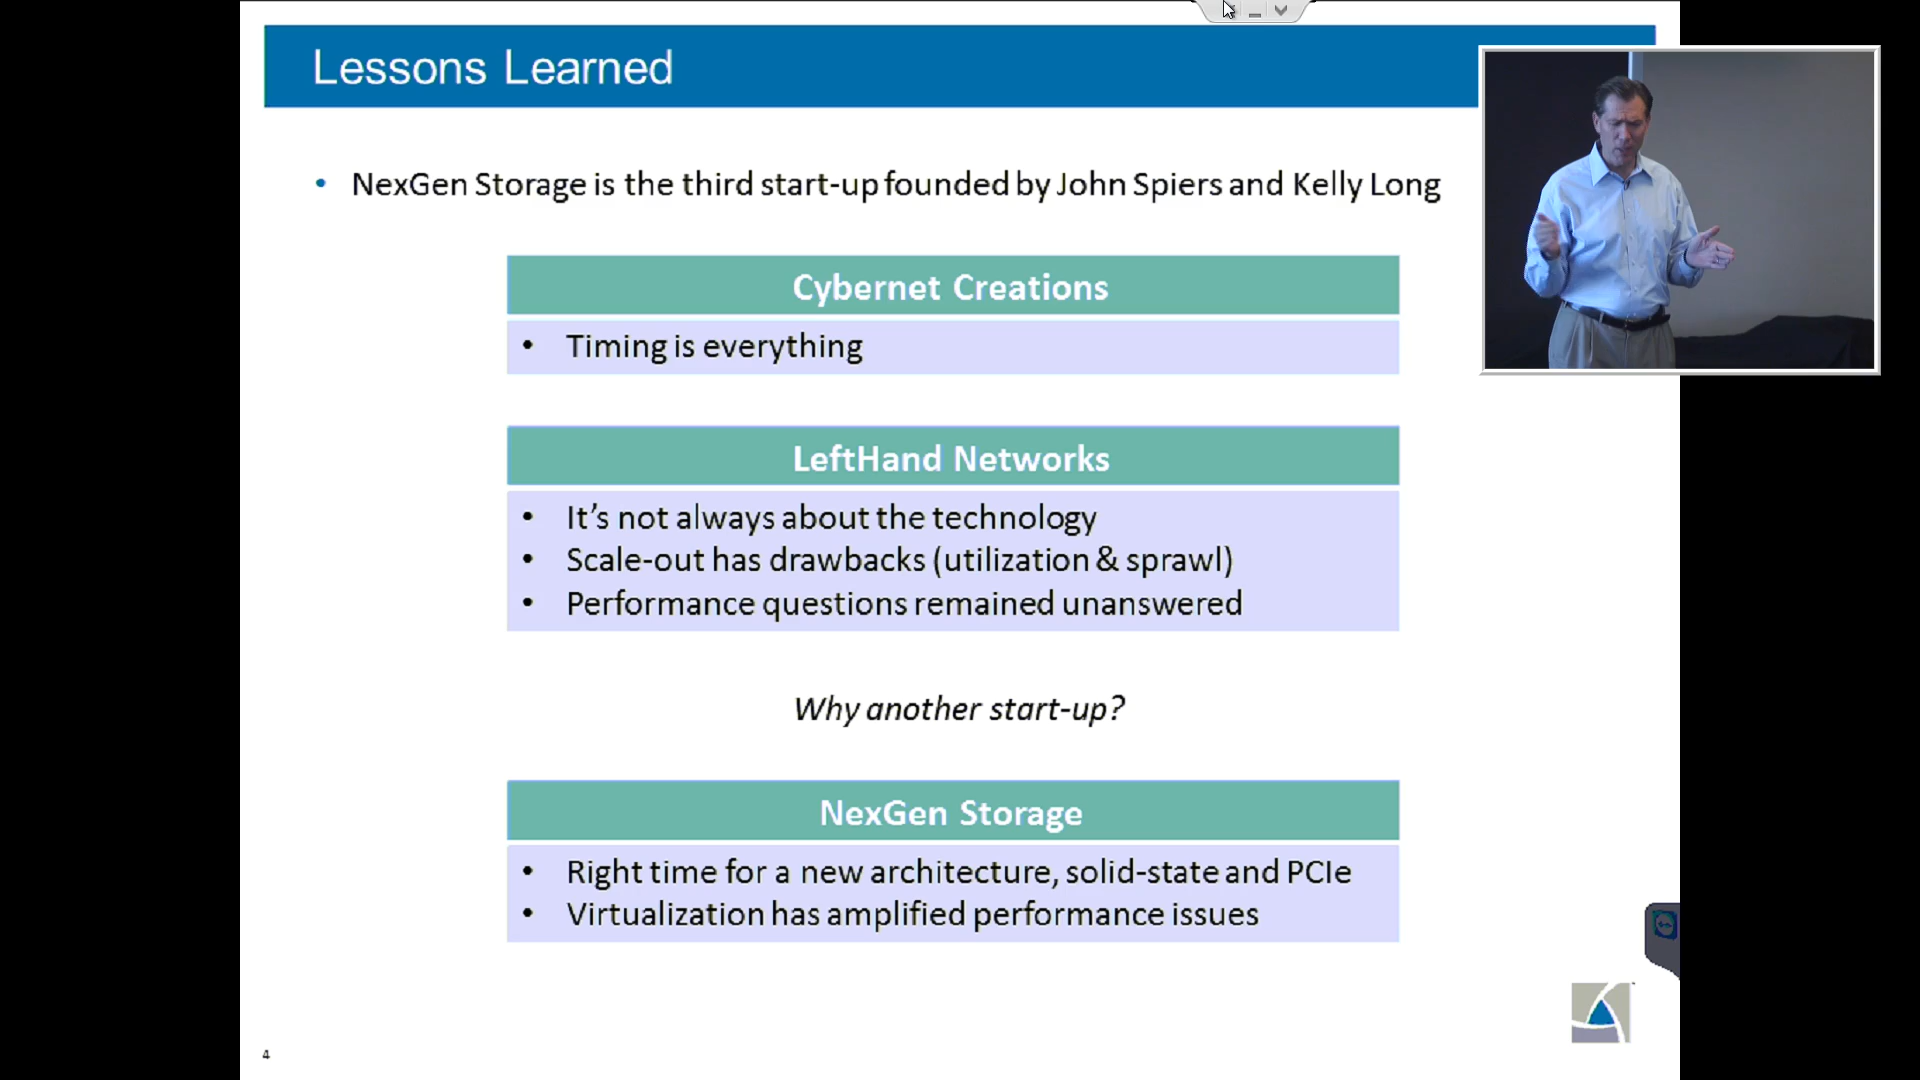 Lessons Learned
• NexGen Storage is the third start-up founded by John Spiers and Kelly Long
Cybernet Creations
• Timing is everything
LeftHand Networks
• It’s not always about the technology
• Scale-out has drawbacks (utilization & sprawl)
• Performance questions remained unanswered
Why another start-up?
NexGen Storage
• Right time for a new architecture, solid-state and PCIe
• Virtualization has amplified performance issues
4